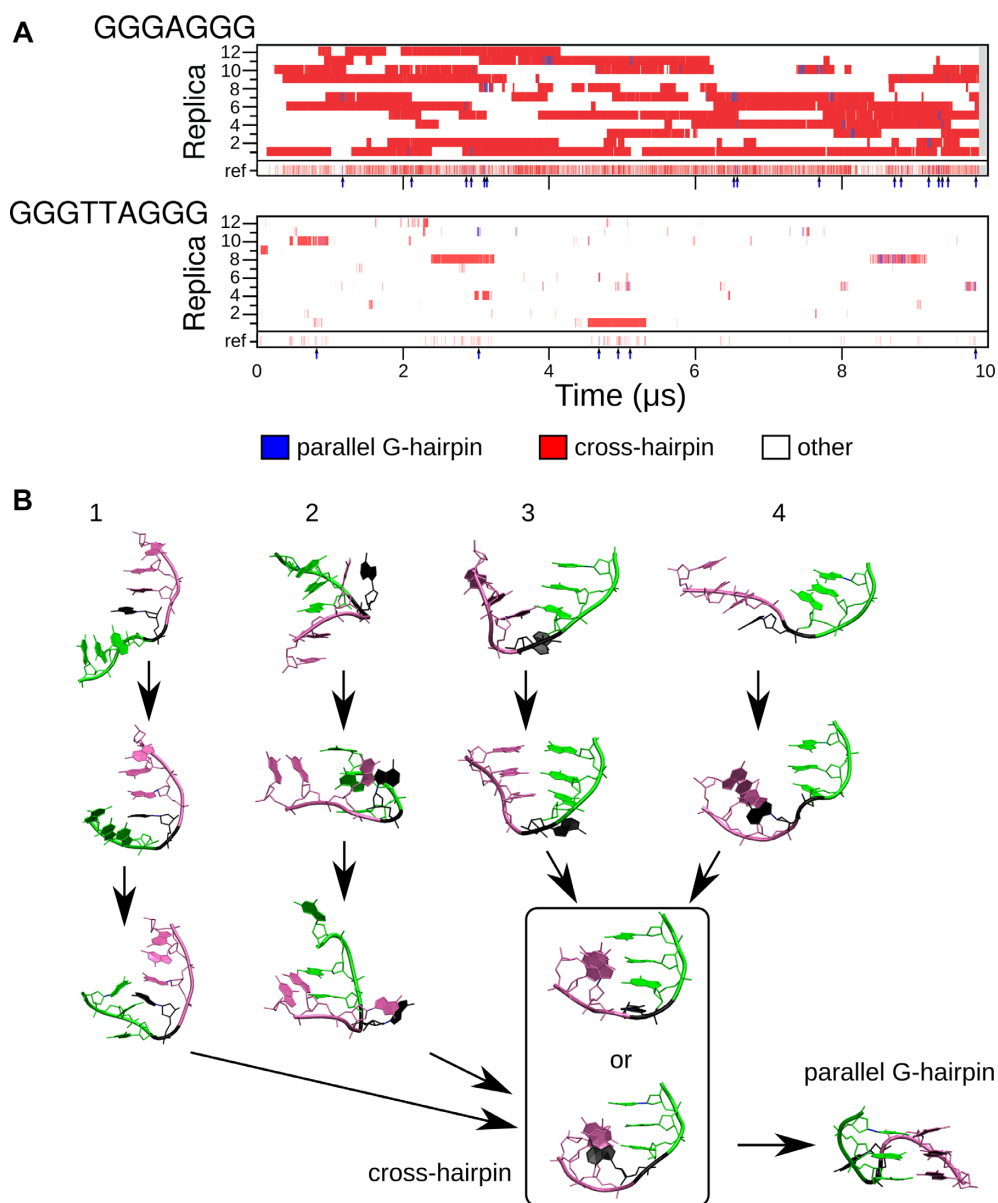 A
GGGAGGG
Replica
12
10
8
6
4
2
ref
GGGTTAGGG
Replica
12
10
8
6
4
2
ref
0 2 4 6 8 10
Time (μs)
parallel G-hairpin cross-hairpin other
B
1 2 3 4
or
parallel G-hairpin
cross-hairpin